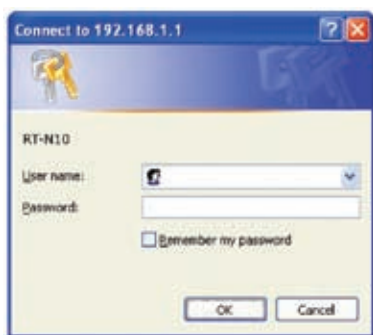 Connect to 192.168.1.1
RT-N10
User name:
Password:
Remember my password
OK Cancel